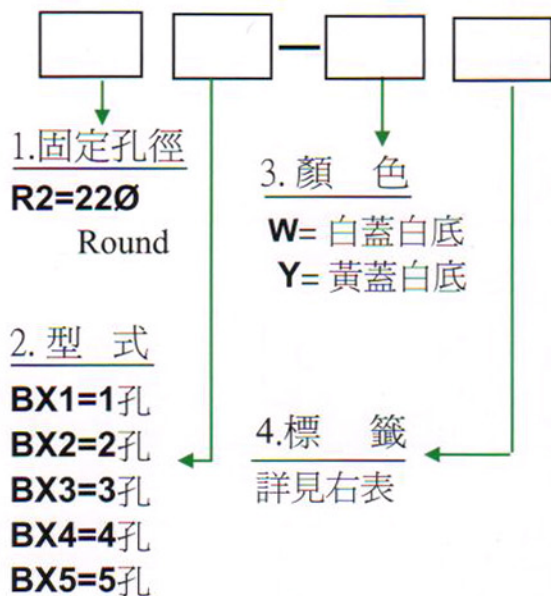 1.固定孔徑
R2=22Ø
Round
2.型 式
BX1=1孔
BX2=2孔
BX3=3孔
BX4=4孔
BX5=5孔
3.顏 色
W=白蓋白底
Y=黃蓋白底
4.標 籤
詳見右表